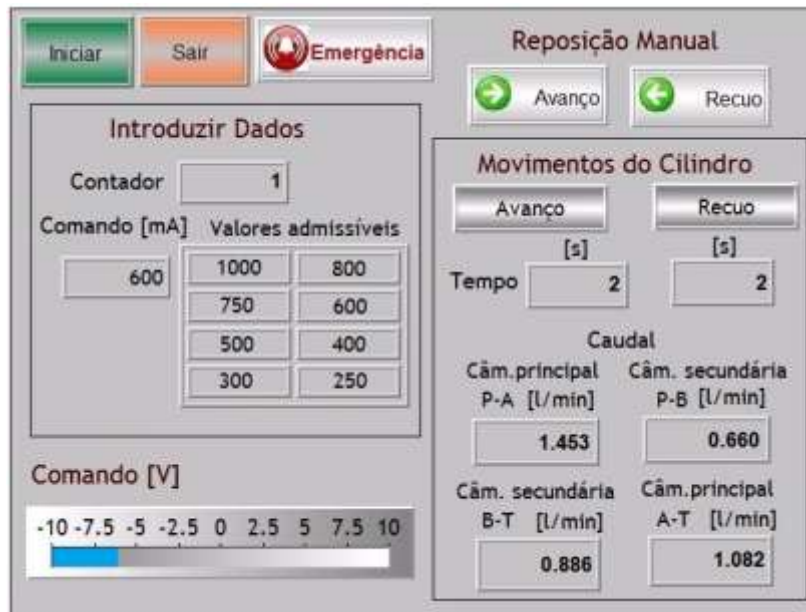 Iniciar
Sair
Emergência
Reposição Manual
Avanço
Recuo
Introduzir Dados
Contador
1
Comando [mA]
Valores admissíveis
600
1000 800
750 600
500 400
300 250
Comando [V]
-10 -7.5 -5 -2.5 0 2.5 5 7.5 10
Movimentos do Cilindro
Avanço
Recuo
[s] [s]
Tempo 2 2
Caudal
Câm.principal Câm. secundária
P-A [l/min] P-B [l/min]
1.453 0.660
Câm. secundária Câm.principal
B-T [l/min] A-T [l/min]
0.886 1.082